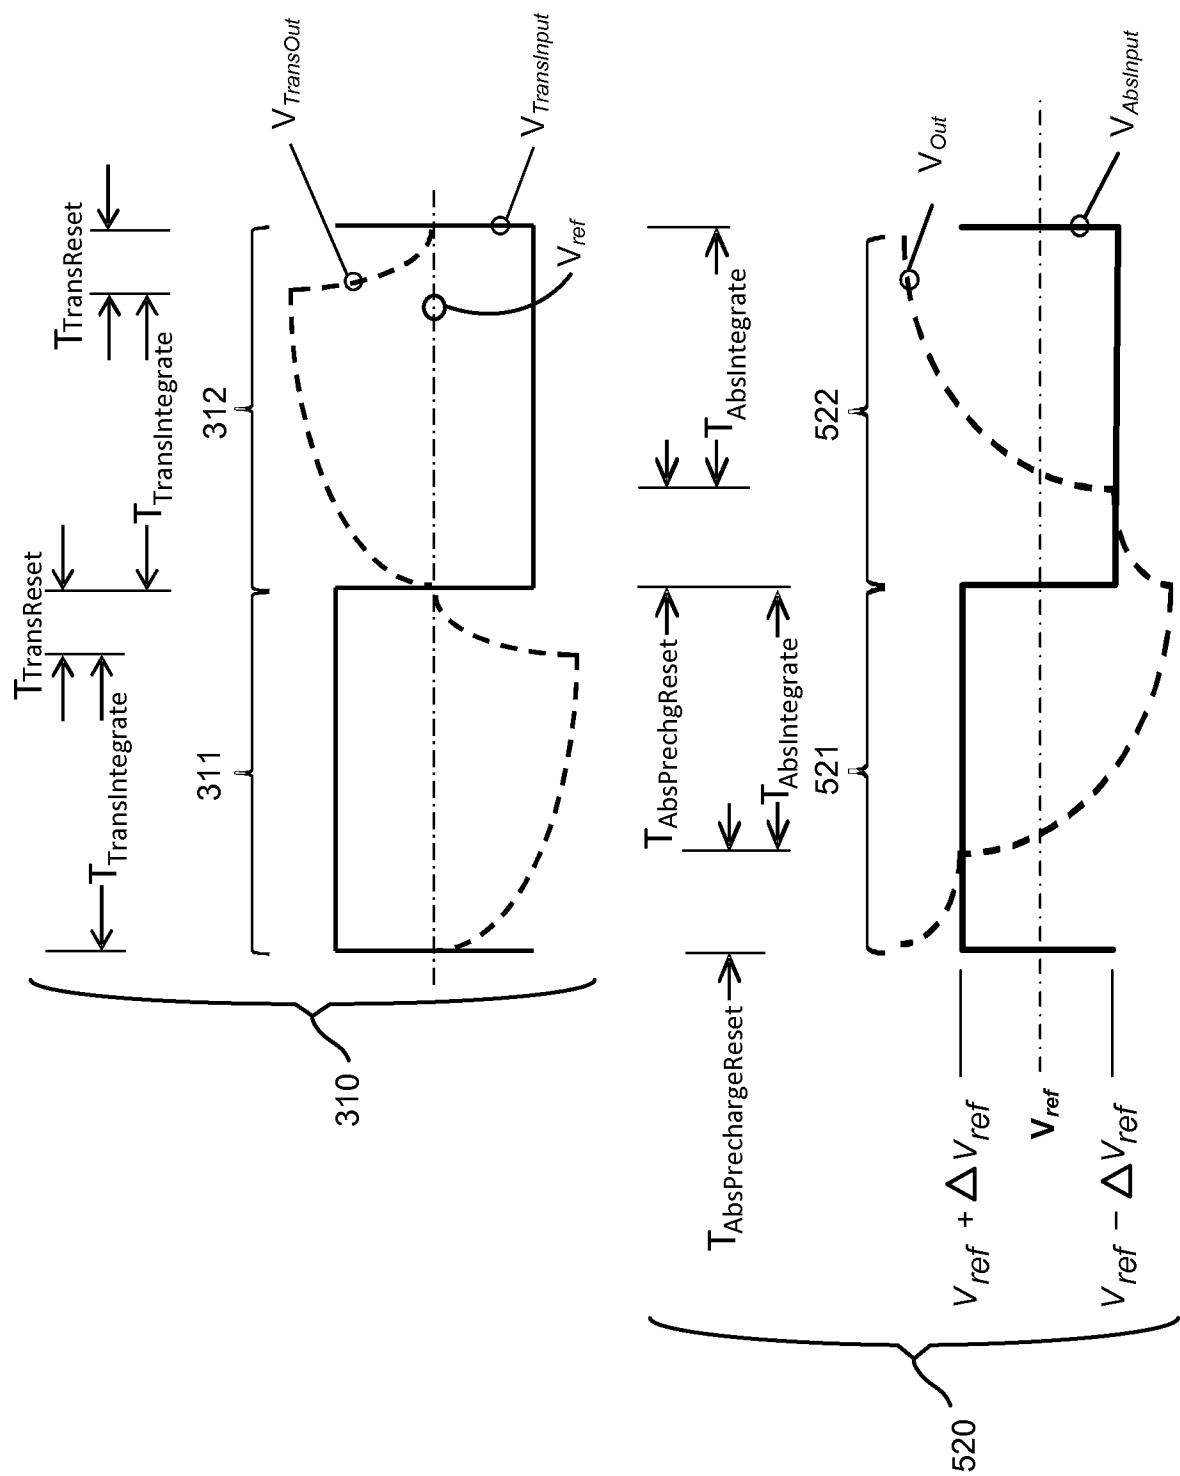 T_TransReset
T_TransReset
T_TransIntegrate
T_TransIntegrate
311
312
V_TransOut
V_TransInput
V_ref
310
T_AbsPrechargeReset
T_AbsPrechgReset
T_AbsIntegrate
T_AbsIntegrate
521
522
V_Out
V_AbsInput
V_ref + ΔV_ref
V_ref
V_ref – ΔV_ref
520